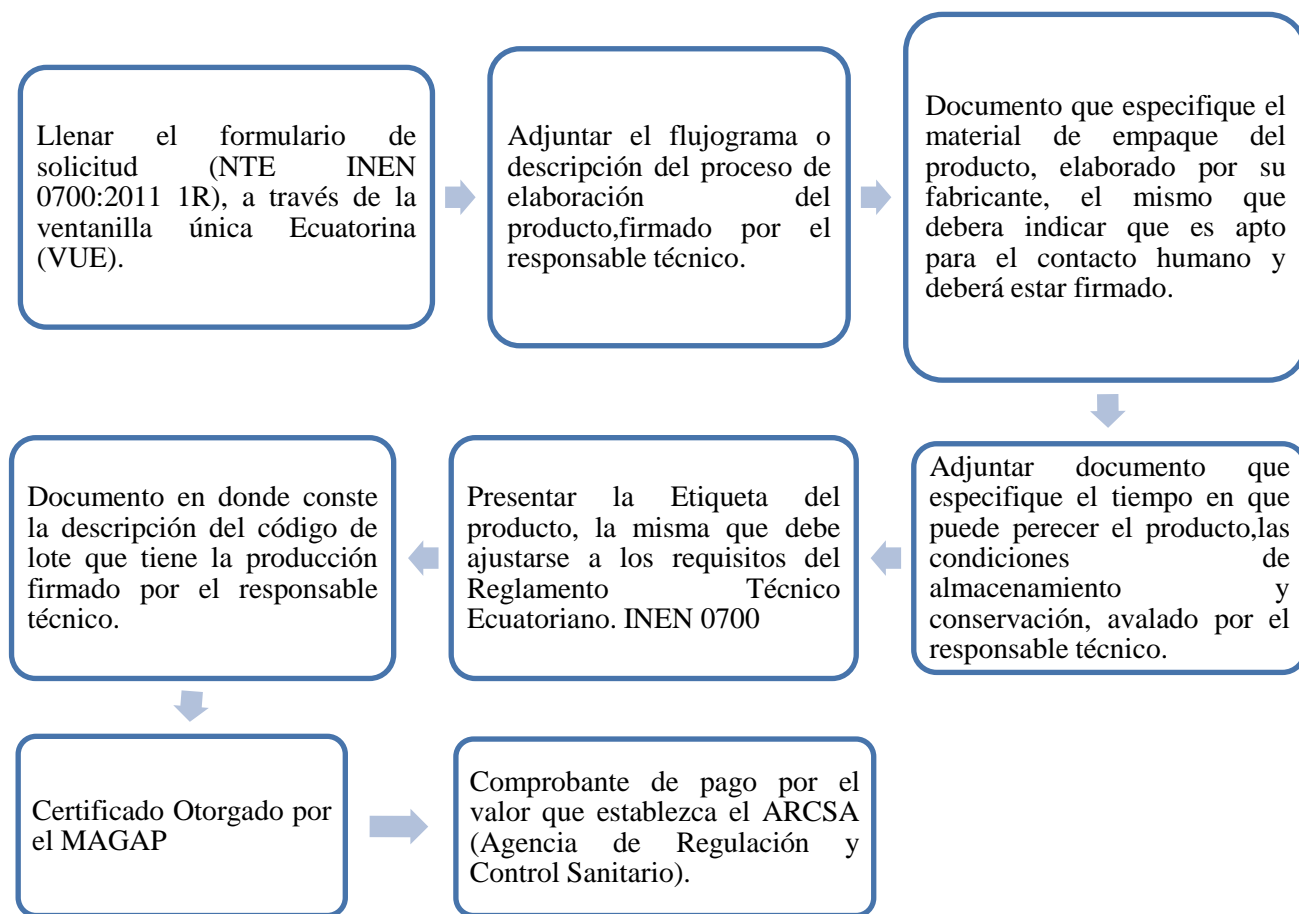 Llenar el formulario de
solicitud (NTE INEN
0700:2011 1R), a través de la
ventanilla única Ecuatorina
(VUE).
Adjuntar el flujograma o
descripción del proceso de
elaboración del
producto,firmado por el
responsable técnico.
Documento que especifique el
material de empaque del
producto, elaborado por su
fabricante, el mismo que
debera indicar que es apto
para el contacto humano y
deberá estar firmado.
Adjuntar documento que
especifique el tiempo en que
puede perecer el producto,las
condiciones de
almacenamiento y
conservación, avalado por el
responsable técnico.
Presentar la Etiqueta del
producto, la misma que debe
ajustarse a los requisitos del
Reglamento Técnico
Ecuatoriano. INEN 0700
Documento en donde conste
la descripción del código de
lote que tiene la producción
firmado por el responsable
técnico.
Certificado Otorgado por
el MAGAP
Comprobante de pago por el
valor que establezca el ARCSA
(Agencia de Regulación y
Control Sanitario).